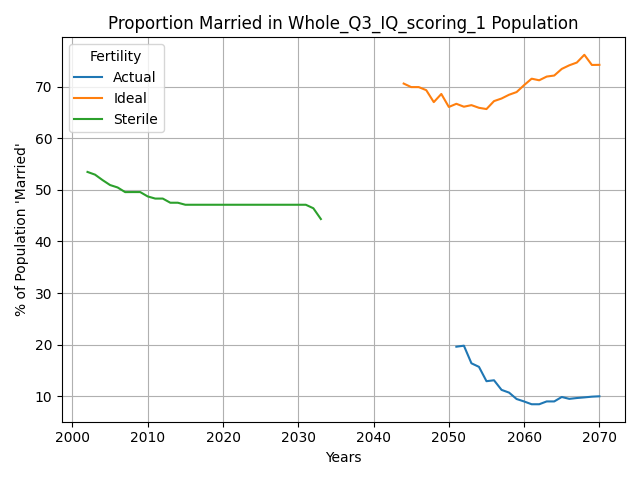 Proportion Married in Whole_Q3_IQ_scoring_1 Population
Fertility
Actual
Ideal
Sterile
% of Population 'Married'
70
60
50
40
30
20
10
2000 2010 2020 2030 2040 2050 2060 2070
Years